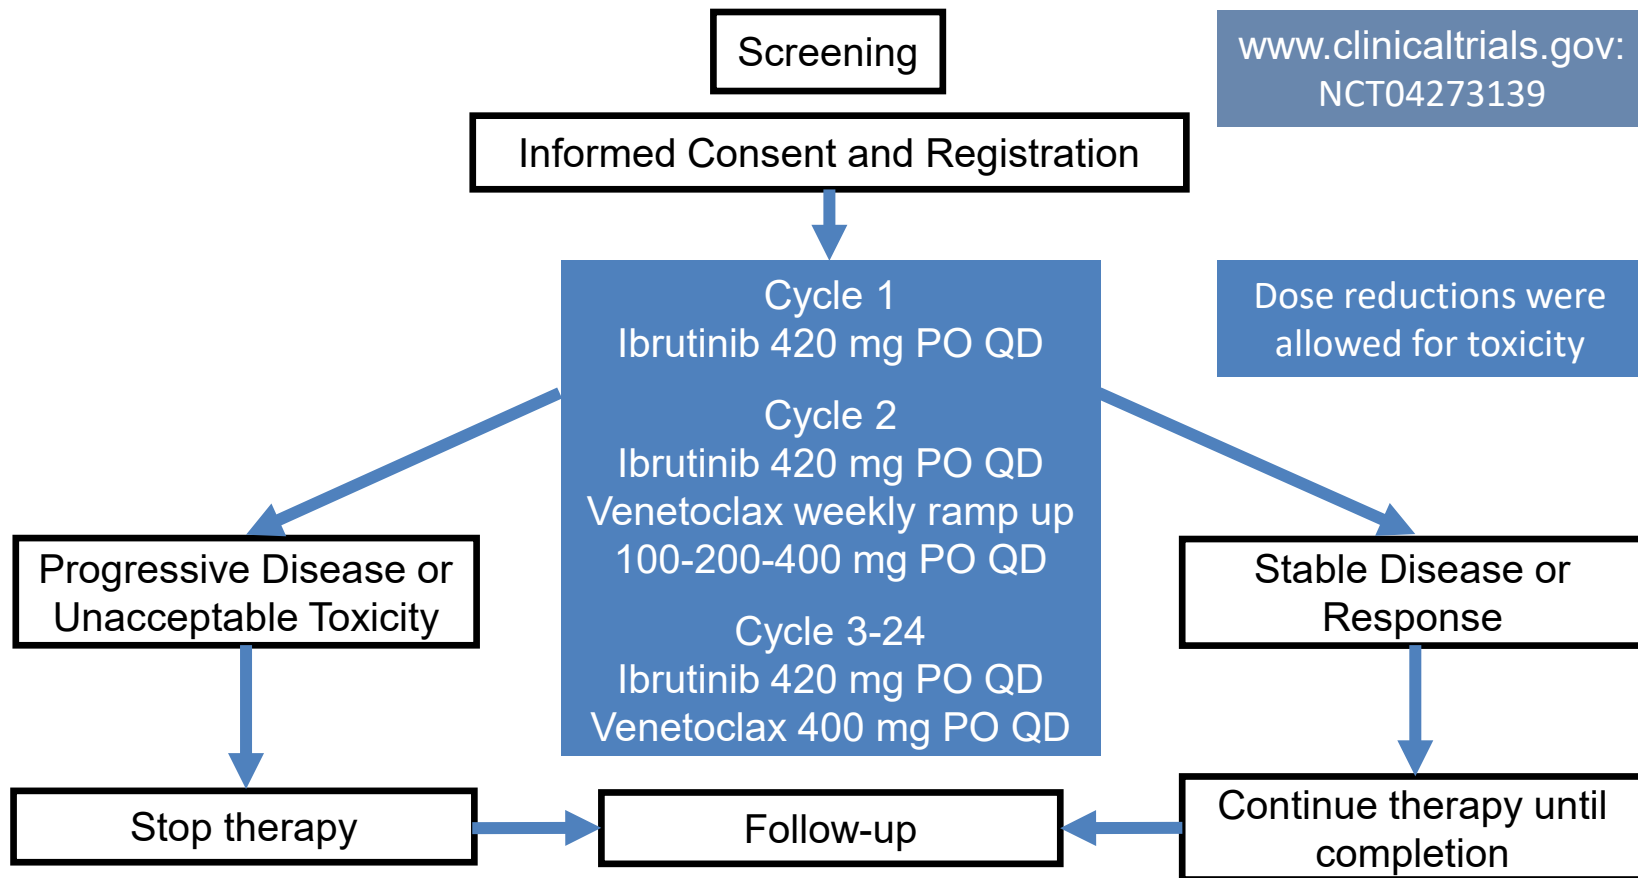 Screening
www.clinicaltrials.gov:
NCT04273139
Informed Consent and Registration
Cycle 1
Ibrutinib 420 mg PO QD
Dose reductions were
allowed for toxicity
Cycle 2
Ibrutinib 420 mg PO QD
Venetoclax weekly ramp up
100-200-400 mg PO QD
Cycle 3-24
Ibrutinib 420 mg PO QD
Venetoclax 400 mg PO QD
Progressive Disease or
Unacceptable Toxicity
Stable Disease or
Response
Stop therapy
Follow-up
Continue therapy until
completion